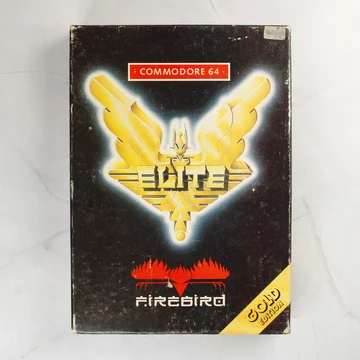 · COMMODORE 64 ·
ELITE
FIREBIRD
GOLD
EDITION